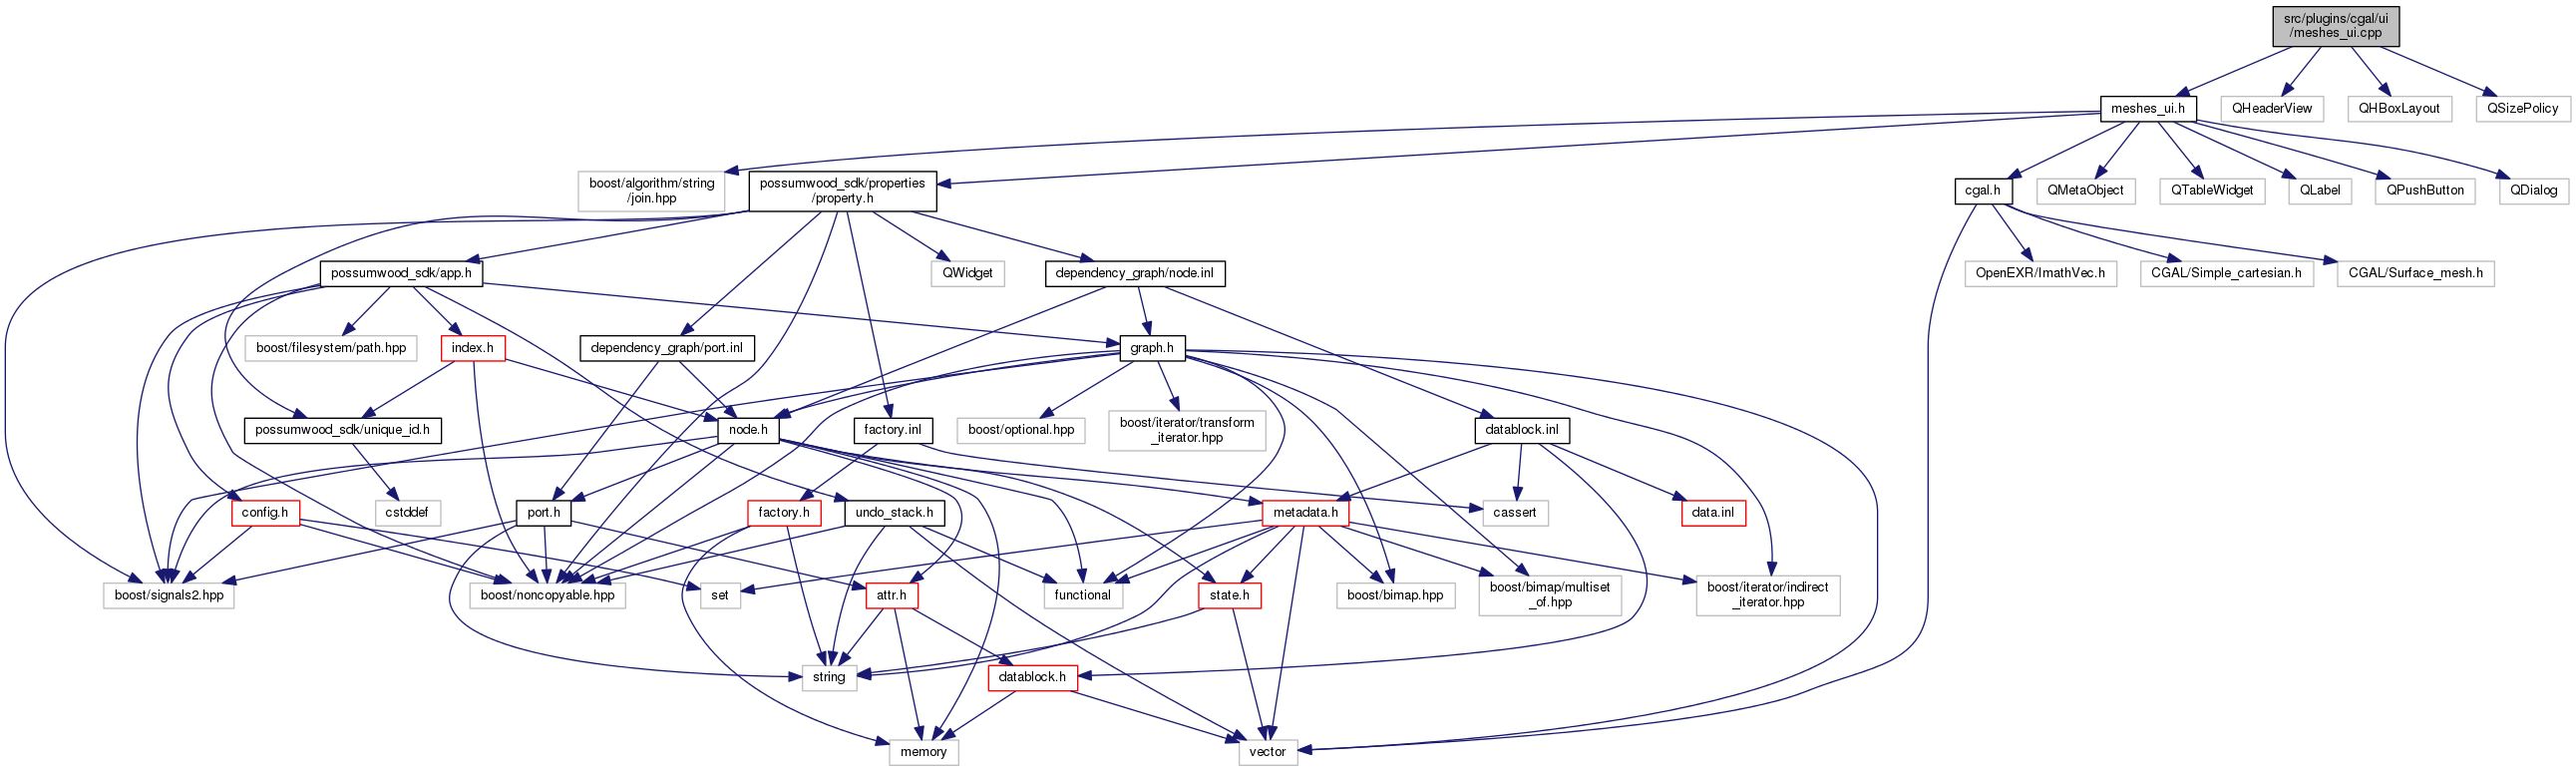 src/plugins/cgal/ui
/meshes_ui.cpp
meshes_ui.h
QHeaderView
QHBoxLayout
QSizePolicy
boost/algorithm/string
/join.hpp
possumwood_sdk/properties
/property.h
cgal.h
QMetaObject
QTableWidget
QLabel
QPushButton
QDialog
possumwood_sdk/app.h
QWidget
dependency_graph/node.inl
OpenEXR/ImathVec.h
CGAL/Simple_cartesian.h
CGAL/Surface_mesh.h
boost/filesystem/path.hpp
index.h
dependency_graph/port.inl
graph.h
possumwood_sdk/unique_id.h
node.h
factory.inl
boost/optional.hpp
boost/iterator/transform
_iterator.hpp
datablock.inl
config.h
cstddef
port.h
factory.h
undo_stack.h
metadata.h
cassert
data.inl
boost/signals2.hpp
boost/noncopyable.hpp
set
attr.h
functional
state.h
boost/bimap.hpp
boost/bimap/multiset
_of.hpp
boost/iterator/indirect
_iterator.hpp
string
datablock.h
memory
vector